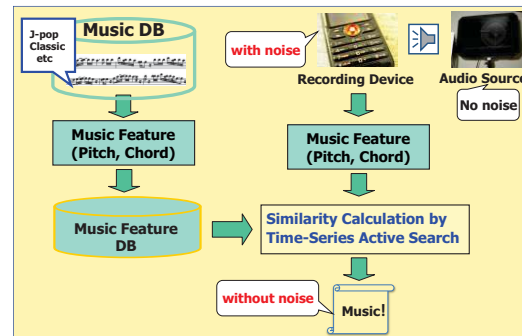 Music DB
J-pop
Classic
etc
with noise
Recording Device
Audio Source
No noise
Music Feature
(Pitch, Chord)
Music Feature
(Pitch, Chord)
Music Feature
DB
Similarity Calculation by
Time-Series Active Search
without noise
Music!